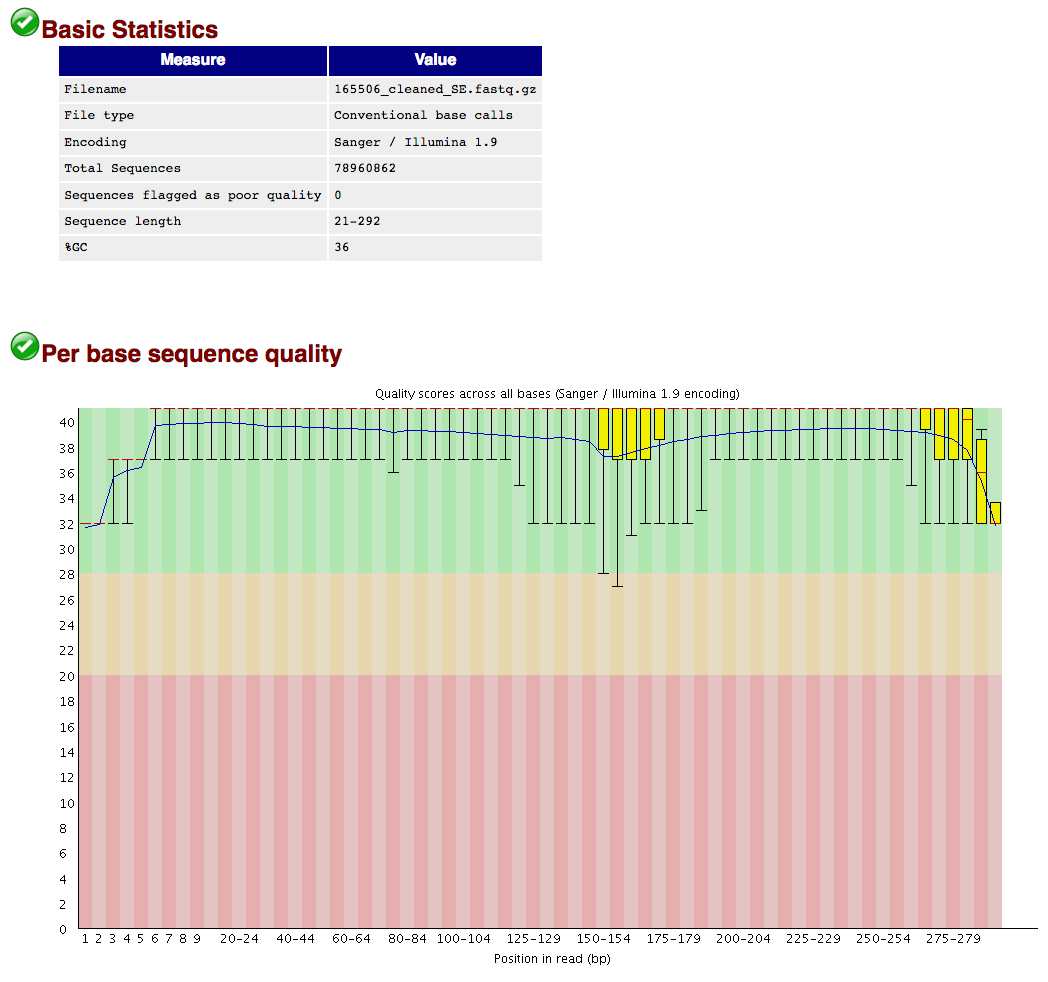 Basic Statistics
Measure Value
Filename 165506_cleaned_SE.fastq.gz
File type Conventional base calls
Encoding Sanger / Illumina 1.9
Total Sequences 78960862
Sequences flagged as poor quality 0
Sequence length 21-292
%GC 36
Per base sequence quality
Quality scores across all bases (Sanger / Illumina 1.9 encoding)
40
38
36
34
32
30
28
26
24
22
20
18
16
14
12
10
8
6
4
2
0
1 2 3 4 5 6 7 8 9 20-24 40-44 60-64 80-84 100-104 125-129 150-154 175-179 200-204 225-229 250-254 275-279
Position in read (bp)